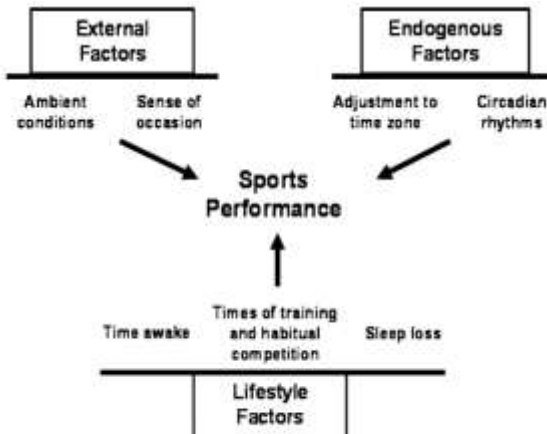 External
Factors
Endogenous
Factors
Ambient
conditions
Sense of
occasion
Adjustment to
time zone
Circadian
rhythms
Sports
Performance
Time awake
Times of training
and habitual
competition
Sleep loss
Lifestyle
Factors